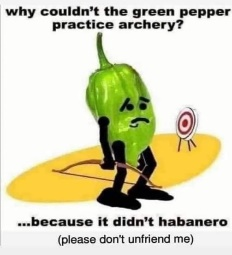 why couldn't the green pepper
practice archery?
...because it didn't habanero
(please don't unfriend me)